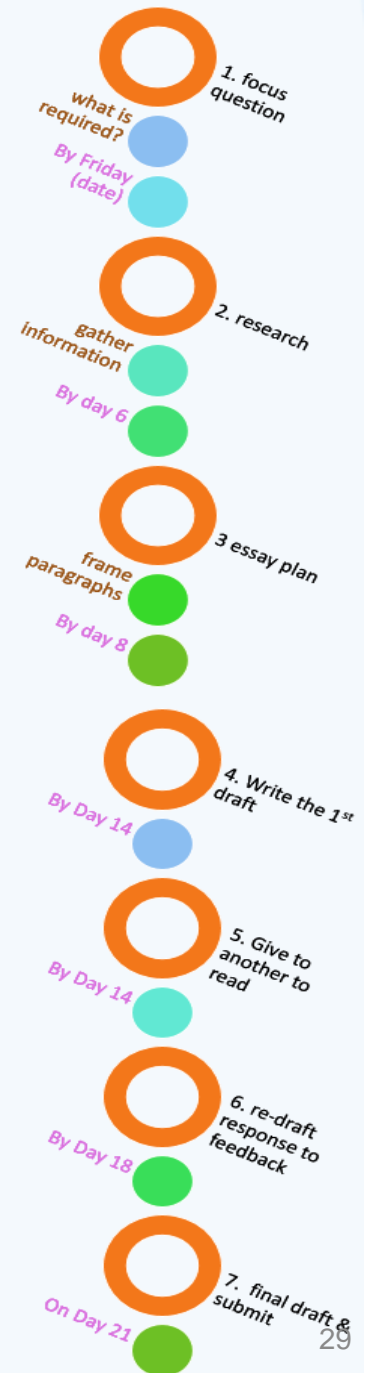 1. focus
question
what is
required?
By Friday
(date)
2. research
gather
information
By day 6
3 essay plan
frame
paragraphs
By day 8
4. Write the 1st
draft
By Day 14
5. Give to
another to
read
By Day 14
6. re-draft
response to
feedback
By Day 18
7. final draft &
submit
On Day 21
29